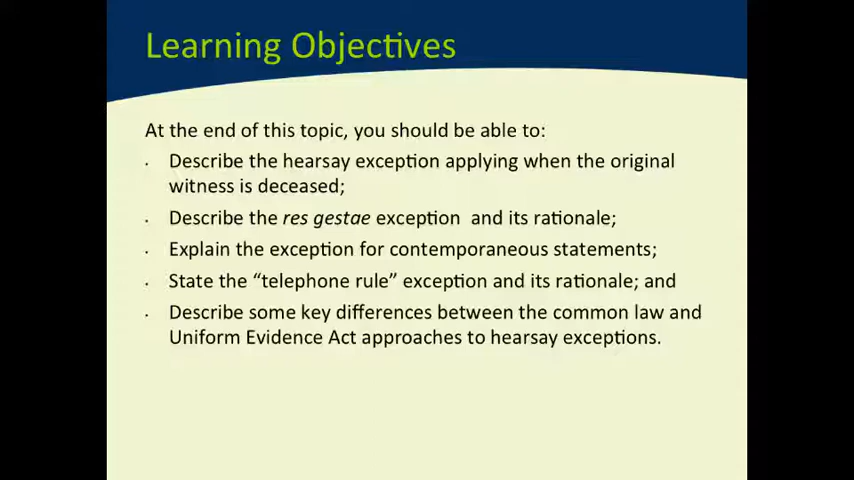 Learning Objectives
At the end of this topic, you should be able to:
· Describe the hearsay exception applying when the original
witness is deceased;
· Describe the res gestae exception and its rationale;
· Explain the exception for contemporaneous statements;
· State the “telephone rule” exception and its rationale; and
· Describe some key differences between the common law and
Uniform Evidence Act approaches to hearsay exceptions.